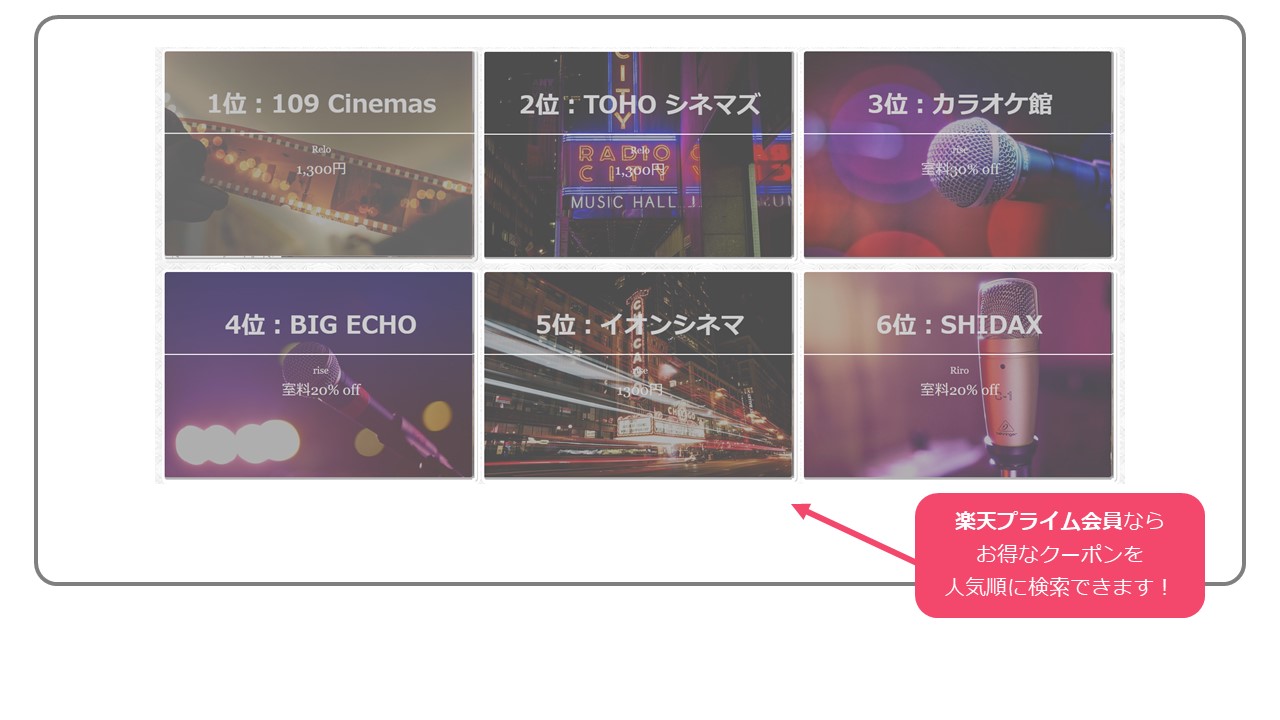 1位：109 Cinemas
Relo
1,300円
2位：TOHO シネマズ
Relo
1,300円
CITY
RADIO
CITY
MUSIC HALL
3位：カラオケ館
rise
室料30% off
4位：BIG ECHO
rise
室料20% off
5位：イオンシネマ
rise
1300円
CHICAGO
CHICAGO
6位：SHIDAX
Riro
室料20% off
C-1
behringer
楽天プライム会員なら
お得なクーポンを
人気順に検索できます！